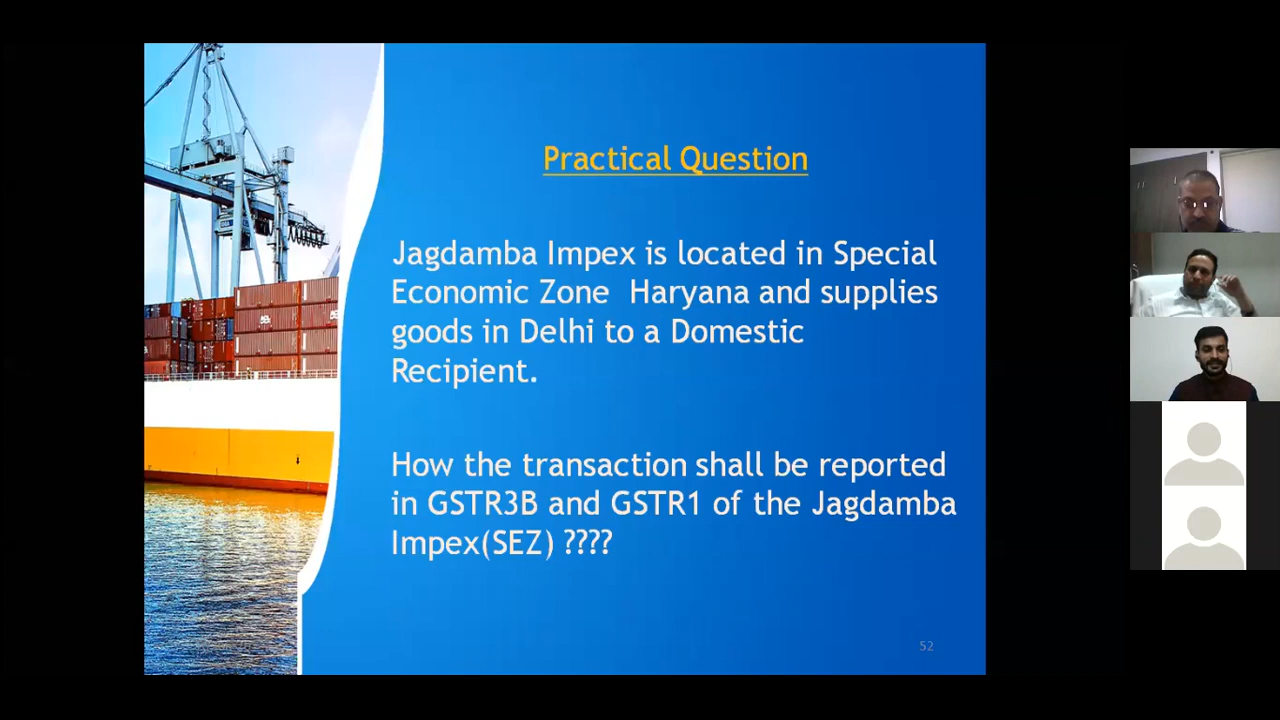 Practical Question
Jagdamba Impex is located in Special
Economic Zone Haryana and supplies
goods in Delhi to a Domestic
Recipient.
How the transaction shall be reported
in GSTR3B and GSTR1 of the Jagdamba
Impex(SEZ) ????
52